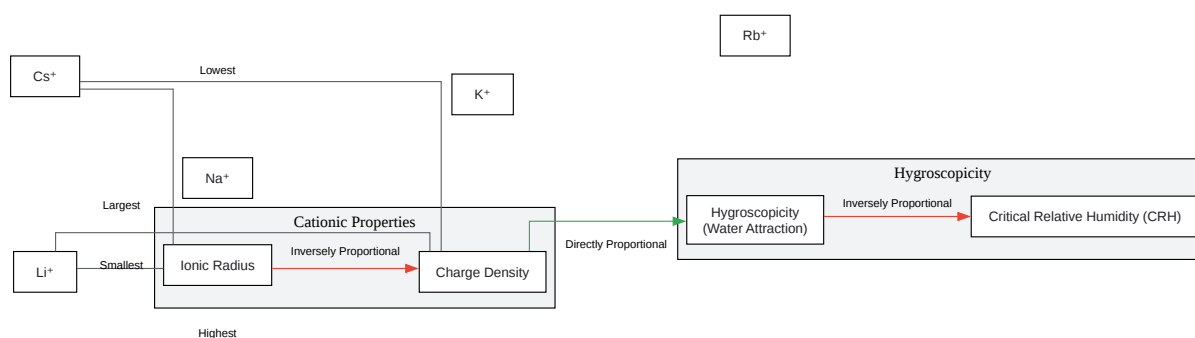 Rb⁺
Cs⁺
Lowest
K⁺
Na⁺
Hygroscopicity
Largest
Cationic Properties
Hygroscopicity
(Water Attraction)
Inversely Proportional
Critical Relative Humidity (CRH)
Directly Proportional
Li⁺
Smallest
Ionic Radius
Inversely Proportional
Charge Density
Highest